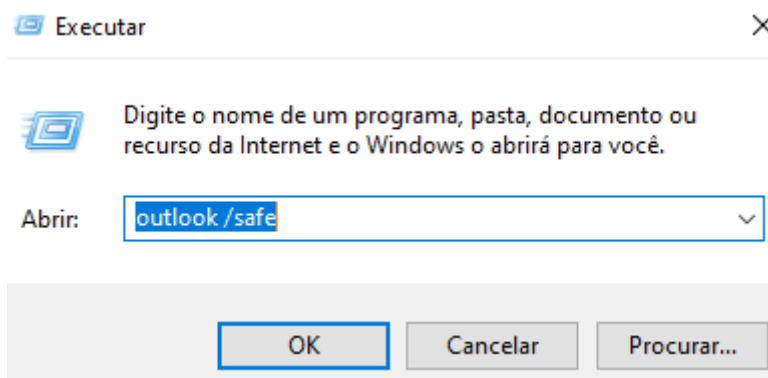 Executar
Digite o nome de um programa, pasta, documento ou
recurso da Internet e o Windows o abrirá para você.
Abrir:
outlook /safe
OK
Cancelar
Procurar...